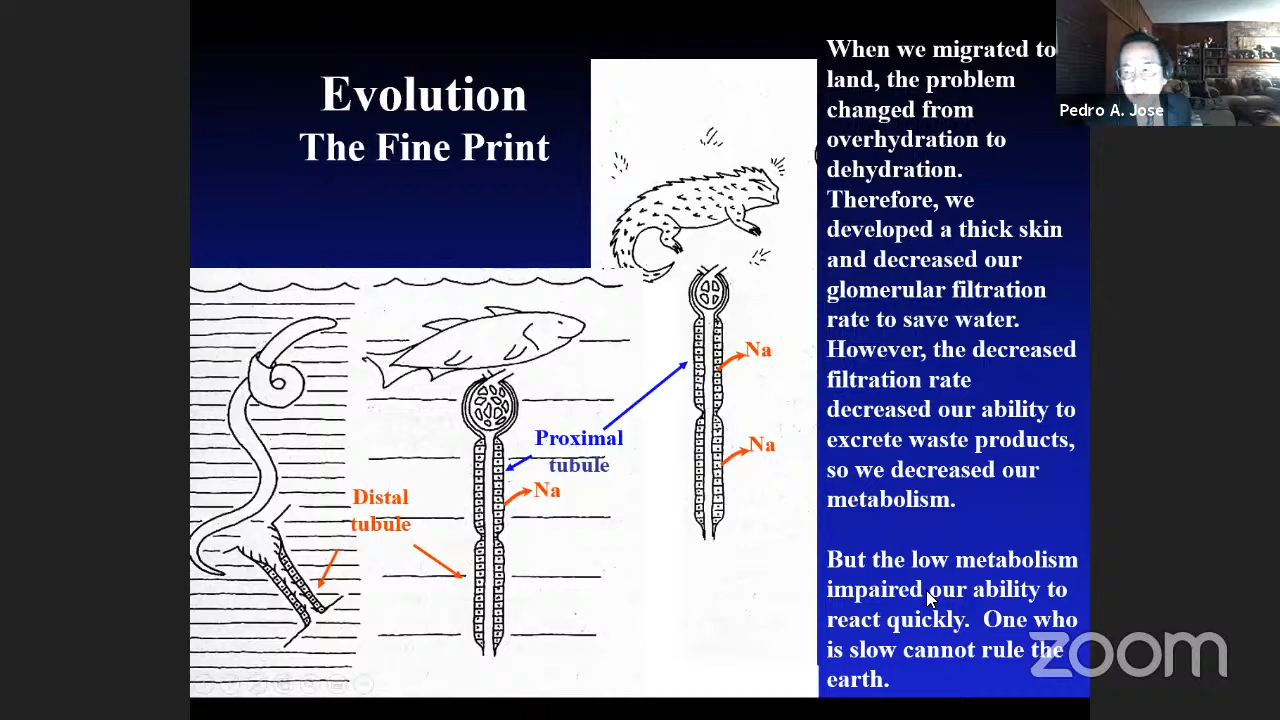 Evolution
The Fine Print
When we migrated to
land, the problem
changed from
overhydration to
dehydration.
Therefore, we
developed a thick skin
and decreased our
glomerular filtration
rate to save water.
However, the decreased
filtration rate
decreased our ability to
excrete waste products,
so we decreased our
metabolism.
But the low metabolism
impaired our ability to
react quickly. One who
is slow cannot rule the
earth.
Pedro A. Jose
Na
Na
Proximal
tubule
Na
Distal
tubule
zoom